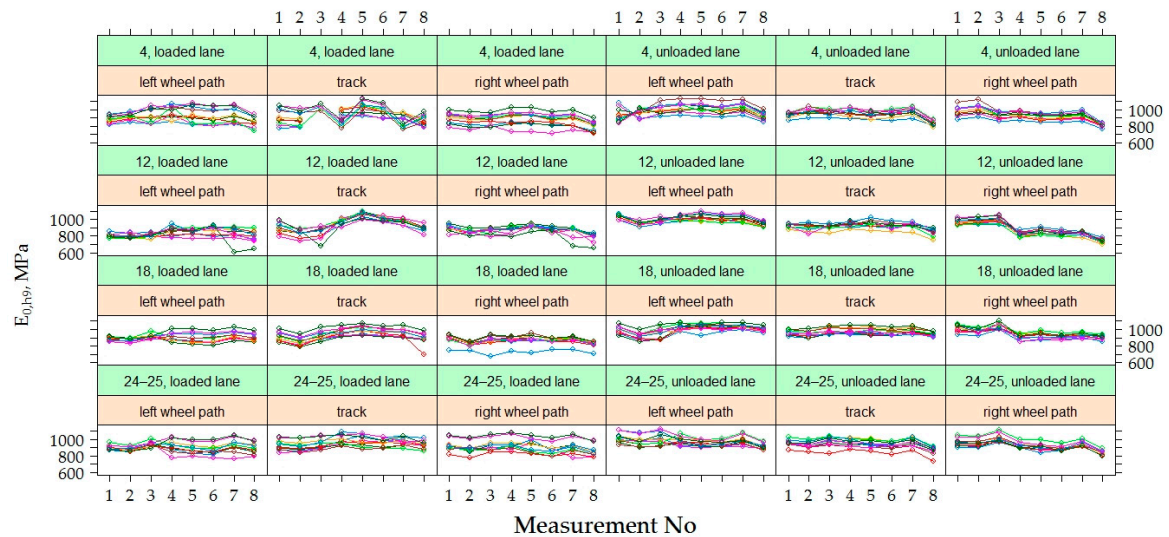 1 2 3 4 5 6 7 8 1 2 3 4 5 6 7 8 1 2 3 4 5 6 7 8
4, loaded lane 4, loaded lane 4, loaded lane 4, unloaded lane 4, unloaded lane 4, unloaded lane
left wheel path track right wheel path left wheel path track right wheel path
1000
800
600
12, loaded lane 12, loaded lane 12, loaded lane 12, unloaded lane 12, unloaded lane 12, unloaded lane
left wheel path track right wheel path left wheel path track right wheel path
1000
800
600
18, loaded lane 18, loaded lane 18, loaded lane 18, unloaded lane 18, unloaded lane 18, unloaded lane
left wheel path track right wheel path left wheel path track right wheel path
1000
800
600
24–25, loaded lane 24–25, loaded lane 24–25, loaded lane 24–25, unloaded lane 24–25, unloaded lane 24–25, unloaded lane
left wheel path track right wheel path left wheel path track right wheel path
1000
800
600
1 2 3 4 5 6 7 8 1 2 3 4 5 6 7 8 1 2 3 4 5 6 7 8
Measurement No
E0,h9, MPa